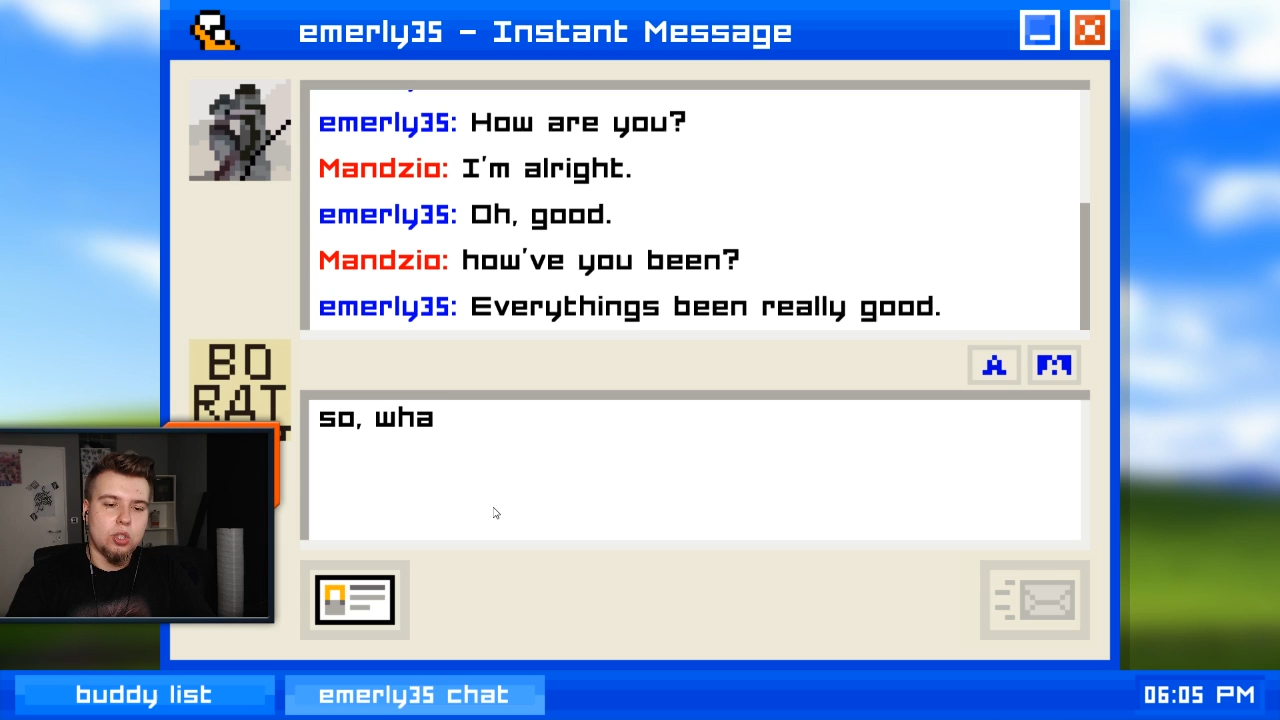 emerly35 - Instant Message
emerly35: How are you?
Mandzio: I'm alright.
emerly35: Oh, good.
Mandzio: how've you been?
emerly35: Everythings been really good.
BO
RAT
A
so, wha
buddy list
emerly35 chat
06:05 PM